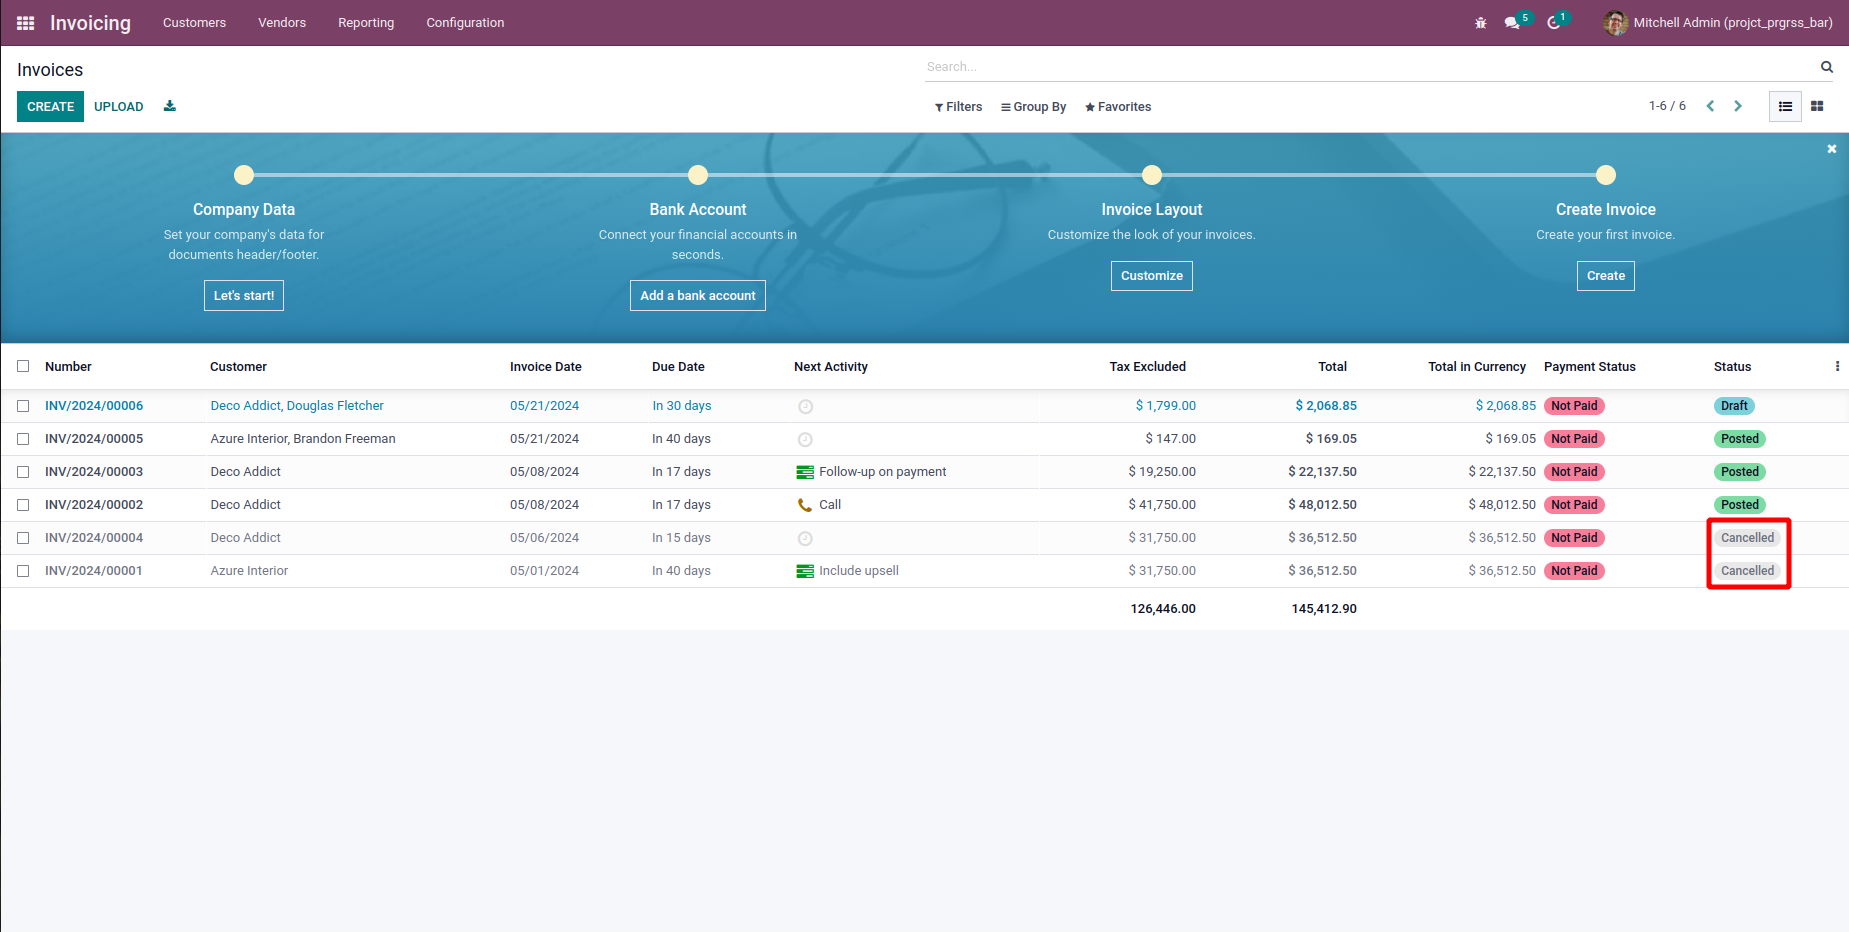 Invoicing Customers Vendors Reporting Configuration 5 1 Mitchell Admin (projct_prgrss_bar)
Invoices Search...
CREATE UPLOAD Filters Group By Favorites 1-6 / 6
Company Data Bank Account Invoice Layout Create Invoice
Set your company's data for Connect your financial accounts in Customize the look of your invoices. Create your first invoice.
documents header/footer. seconds.
Customize Create
Let's start! Add a bank account
Number Customer Invoice Date Due Date Next Activity Tax Excluded Total Total in Currency Payment Status Status
INV/2024/00006 Deco Addict, Douglas Fletcher 05/21/2024 In 30 days $ 1,799.00 $ 2,068.85 $ 2,068.85 Not Paid Draft
INV/2024/00005 Azure Interior, Brandon Freeman 05/21/2024 In 40 days $ 147.00 $ 169.05 $ 169.05 Not Paid Posted
INV/2024/00003 Deco Addict 05/08/2024 In 17 days Follow-up on payment $ 19,250.00 $ 22,137.50 $ 22,137.50 Not Paid Posted
INV/2024/00002 Deco Addict 05/08/2024 In 17 days Call $ 41,750.00 $ 48,012.50 $ 48,012.50 Not Paid Posted
INV/2024/00004 Deco Addict 05/06/2024 In 15 days $ 31,750.00 $ 36,512.50 $ 36,512.50 Not Paid Cancelled
INV/2024/00001 Azure Interior 05/01/2024 In 40 days Include upsell $ 31,750.00 $ 36,512.50 $ 36,512.50 Not Paid Cancelled
126,446.00 145,412.90